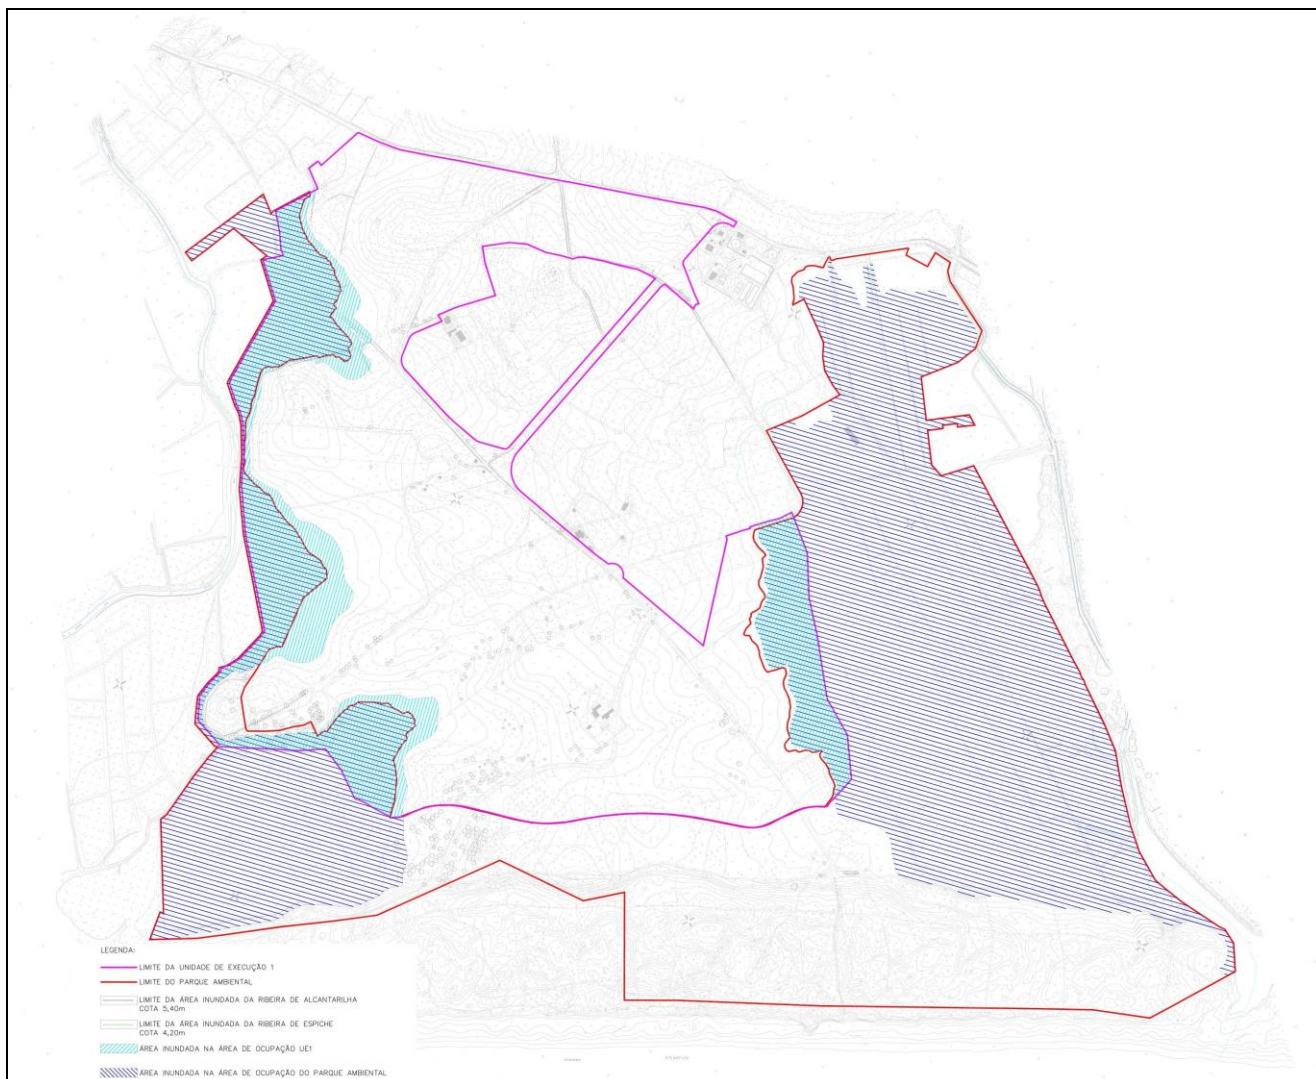 LEGENDA:
LIMITE DA UNIDADE DE EXECUÇÃO 1
LIMITE DO PARQUE AMBIENTAL
LIMITE DA ÁREA INUNDADA DA RIBEIRA DE ALCANTARILHA
COTA 5,40m
LIMITE DA ÁREA INUNDADA DA RIBEIRA DE ESPICHE
COTA 4,20m
ÁREA INUNDADA NA ÁREA DE OCUPAÇÃO UE1
ÁREA INUNDADA NA ÁREA DE OCUPAÇÃO DO PARQUE AMBIENTAL